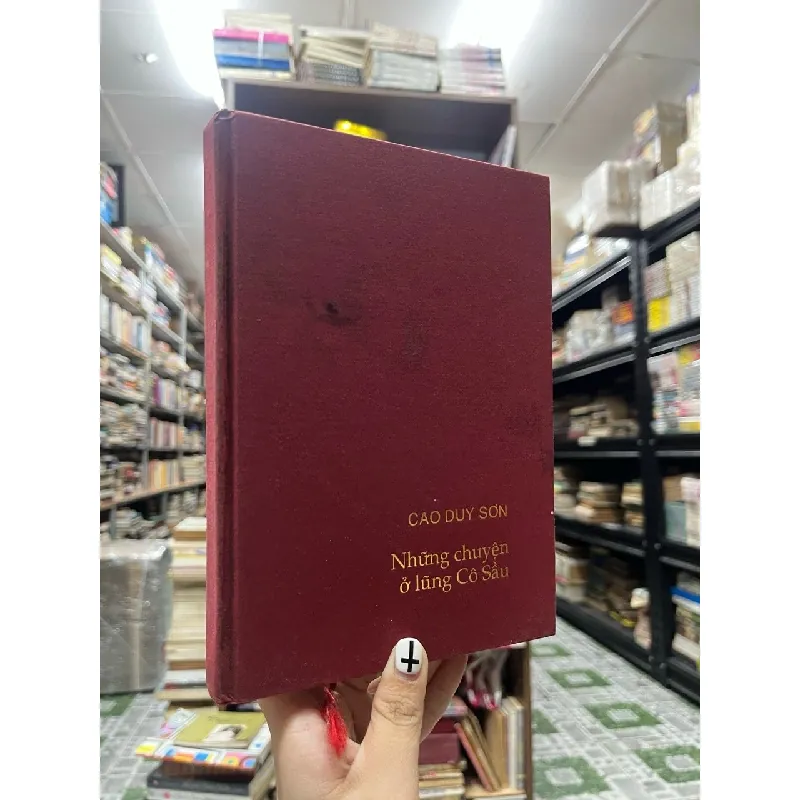 CAO DUY SƠN
Những chuyện
ở lũng Cô Sầu